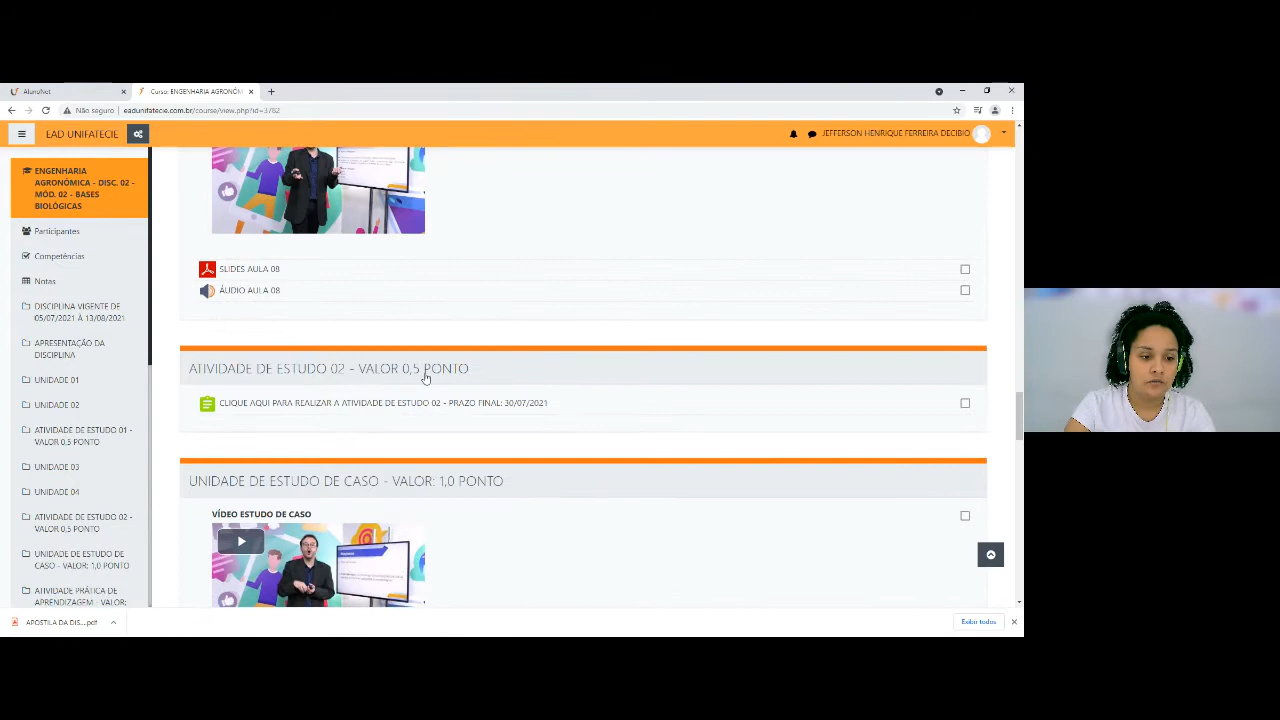 AlunoNet
Curso: ENGENHARIA AGRONÔM
Não seguro
eadunifatecie.com.br/course/view.php?id=3782
EAD UNIFATECIE
JEFFERSON HENRIQUE FERREIRA DECIBIO
ENGENHARIA
AGRONÔMICA - DISC. 02 -
MÓD. 02 - BASES
BIOLÓGICAS
Participantes
Competências
Notas
DISCIPLINA VIGENTE DE
05/07/2021 À 13/08/2021
APRESENTAÇÃO DA
DISCIPLINA
UNIDADE 01
UNIDADE 02
ATIVIDADE DE ESTUDO 01 -
VALOR 0,5 PONTO
UNIDADE 03
UNIDADE 04
ATIVIDADE DE ESTUDO 02 -
VALOR 0,5 PONTO
UNIDADE DE ESTUDO DE
CASO - VALOR: 1,0 PONTO
ATIVIDADE PRÁTICA DE
APRENDIZAGEM - VALOR:
SLIDES AULA 08
ÁUDIO AULA 08
ATIVIDADE DE ESTUDO 02 - VALOR 0,5 PONTO
CLIQUE AQUI PARA REALIZAR A ATIVIDADE DE ESTUDO 02 - PRAZO FINAL: 30/07/2021
UNIDADE DE ESTUDO DE CASO - VALOR: 1,0 PONTO
VÍDEO ESTUDO DE CASO
APOSTILA DA DIS....pdf
Exibir todos